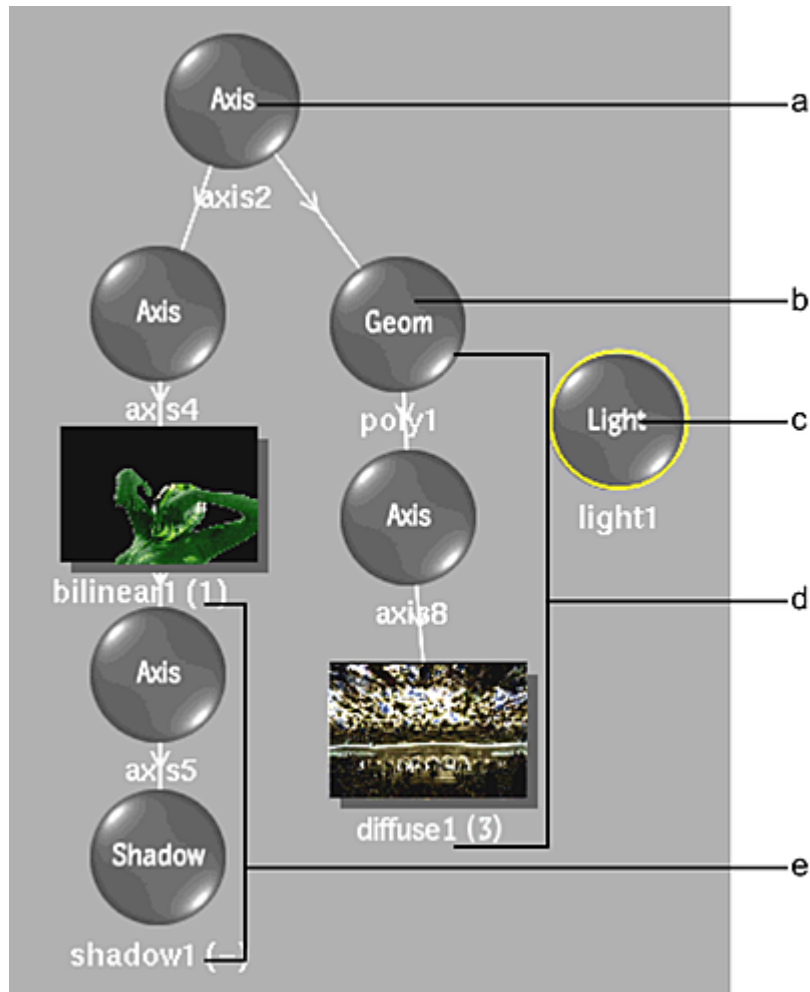 Axis
a
axis2
Axis
Geom
b
axis4
poly1
Light
c
light1
Axis
bilinear1 (1)
axis8
d
Axis
axis5
diffuse1 (3)
Shadow
e
shadow1 (–)